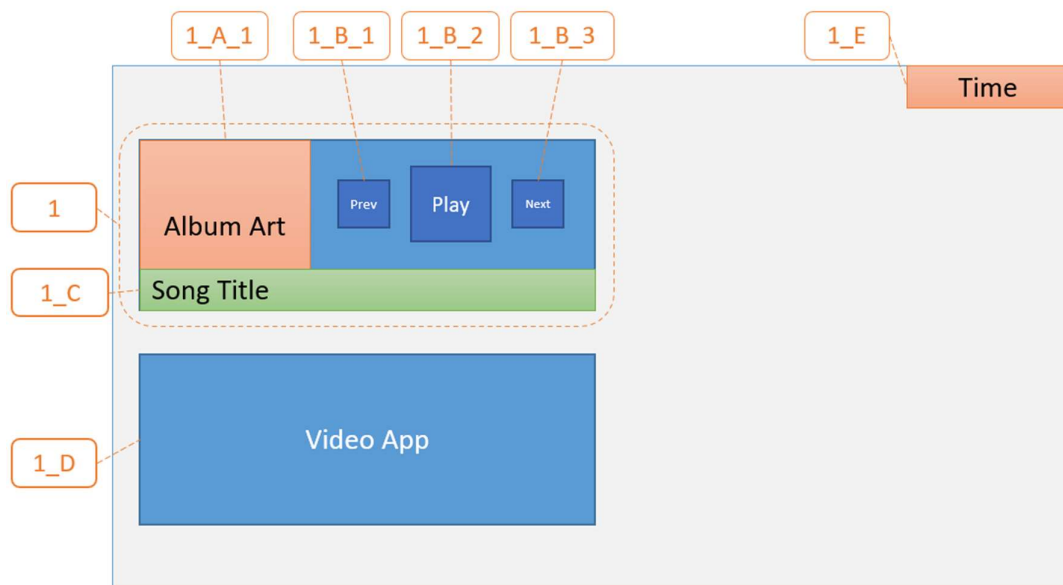 1_A_1
1_B_1
1_B_2
1_B_3
1_E
Time
1
Album Art
Prev
Play
Next
1_C
Song Title
1_D
Video App